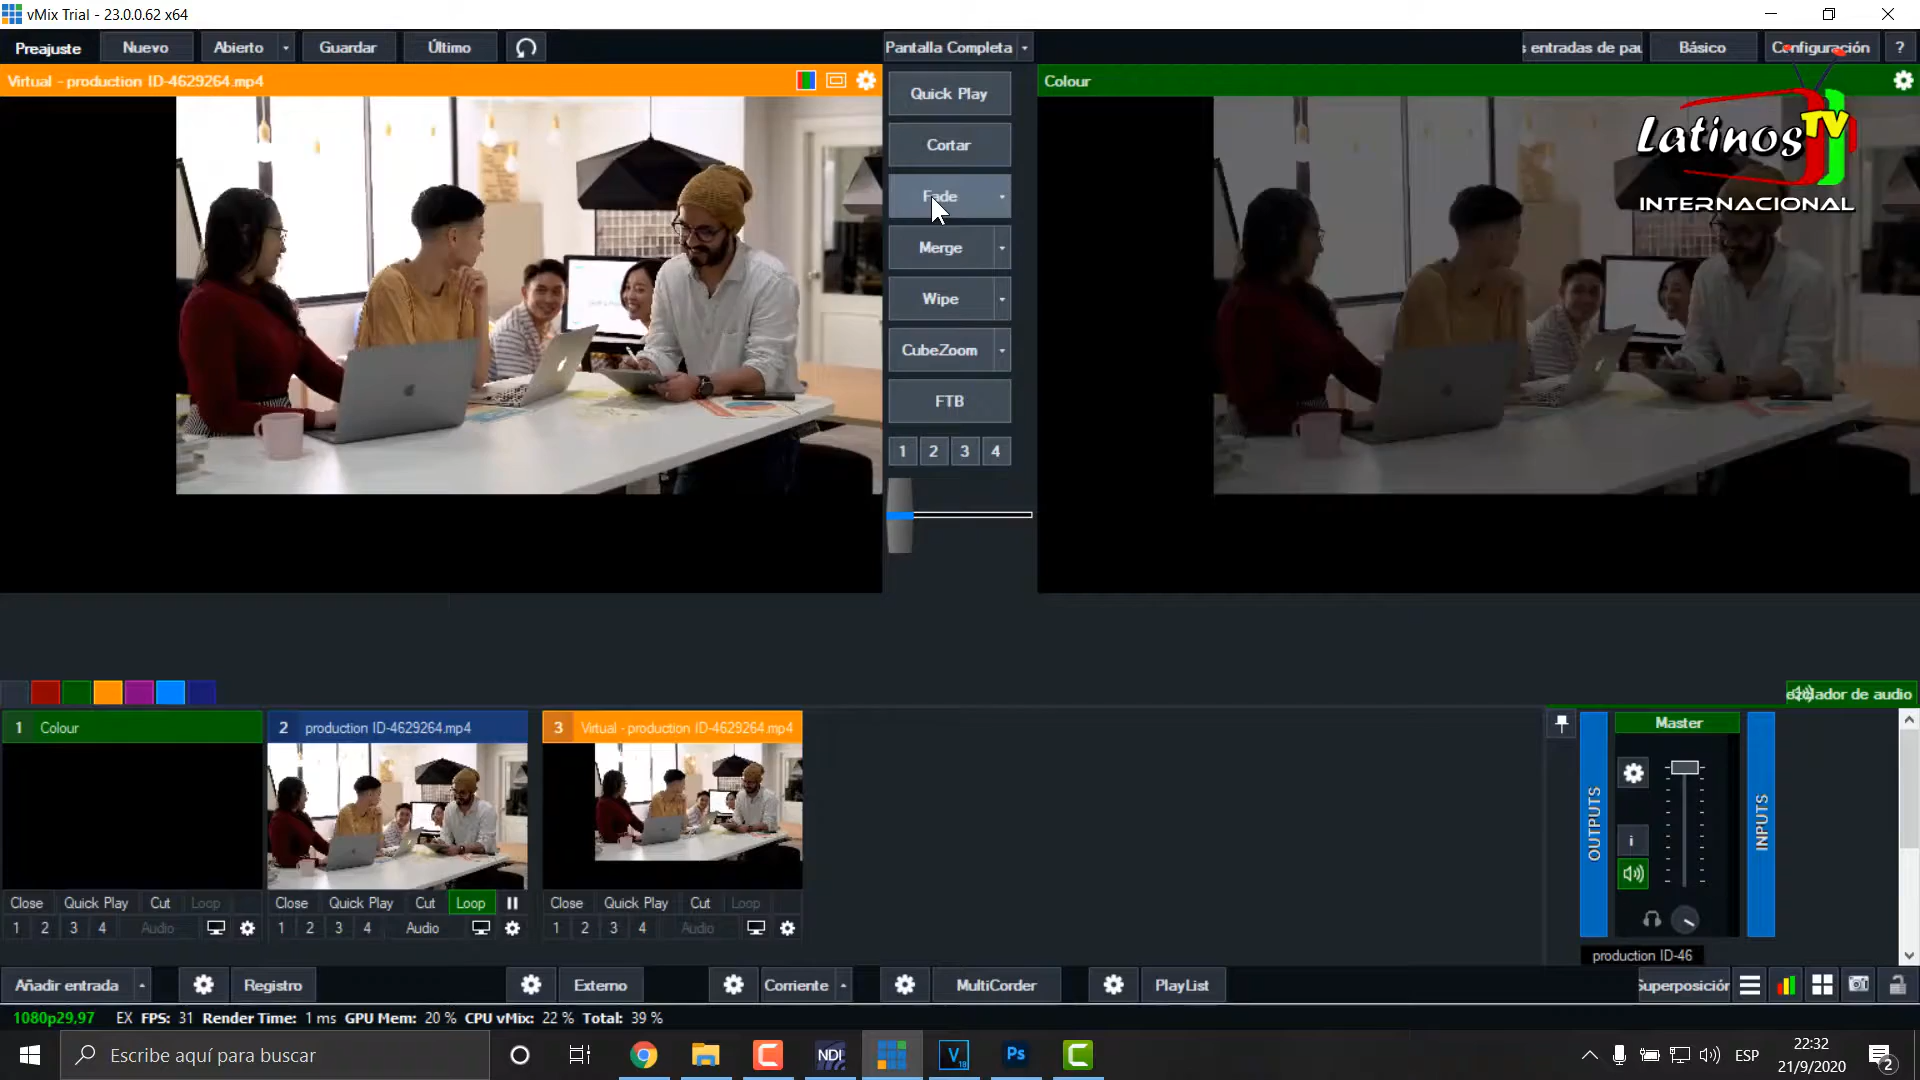 vMix Trial - 23.0.0.62 x64
Preajuste
Nuevo
Abierto
Guardar
Último
Pantalla Completa
entradas de pau
Básico
Configuración
?
Virtual - production ID-4629264.mp4
Quick Play
Cortar
Fade
Merge
Wipe
CubeZoom
FTB
1 2 3 4
Colour
Latinos TV
INTERNACIONAL
1 Colour
2 production ID-4629264.mp4
3 Virtual - production ID-4629264.mp4
Close Quick Play Cut Loop
1 2 3 4 Audio
Close Quick Play Cut Loop
1 2 3 4 Audio
Close Quick Play Cut Loop
1 2 3 4 Audio
lador de audio
Master
OUTPUTS
INPUTS
i
production ID-46
Añadir entrada
Registro
Externo
Corriente
MultiCorder
PlayList
Superposición
1080p29,97 EX FPS: 31 Render Time: 1 ms GPU Mem: 20 % CPU vMix: 22 % Total: 39 %
Escribe aquí para buscar
NDI
V
18
Ps
ESP
22:32
21/9/2020
2